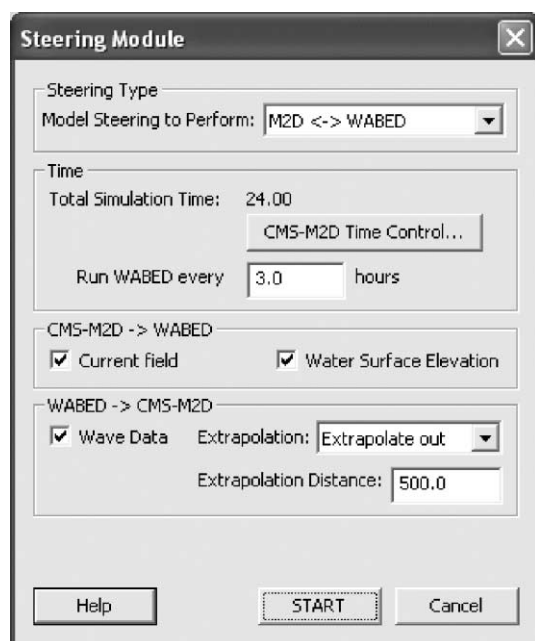 Steering Module
Steering Type
Model Steering to Perform: M2D <-> WABED
Time
Total Simulation Time: 24.00
CMS-M2D Time Control...
Run WABED every 3.0 hours
CMS-M2D -> WABED
Current field Water Surface Elevation
WABED -> CMS-M2D
Wave Data Extrapolation: Extrapolate out
Extrapolation Distance: 500.0
Help START Cancel